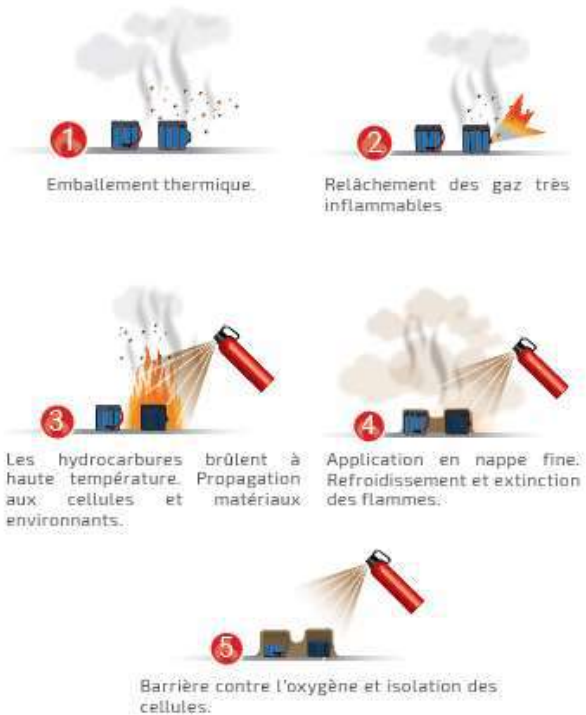 1
Emballement thermique.
2
Relâchement des gaz très
inflammables
3
Les hydrocarbures brûlent à
haute température. Propagation
aux cellules et matériaux
environnants.
4
Application en nappe fine.
Refroidissement et extinction
des flammes.
5
Barrière contre l'oxygène et isolation des
cellules.